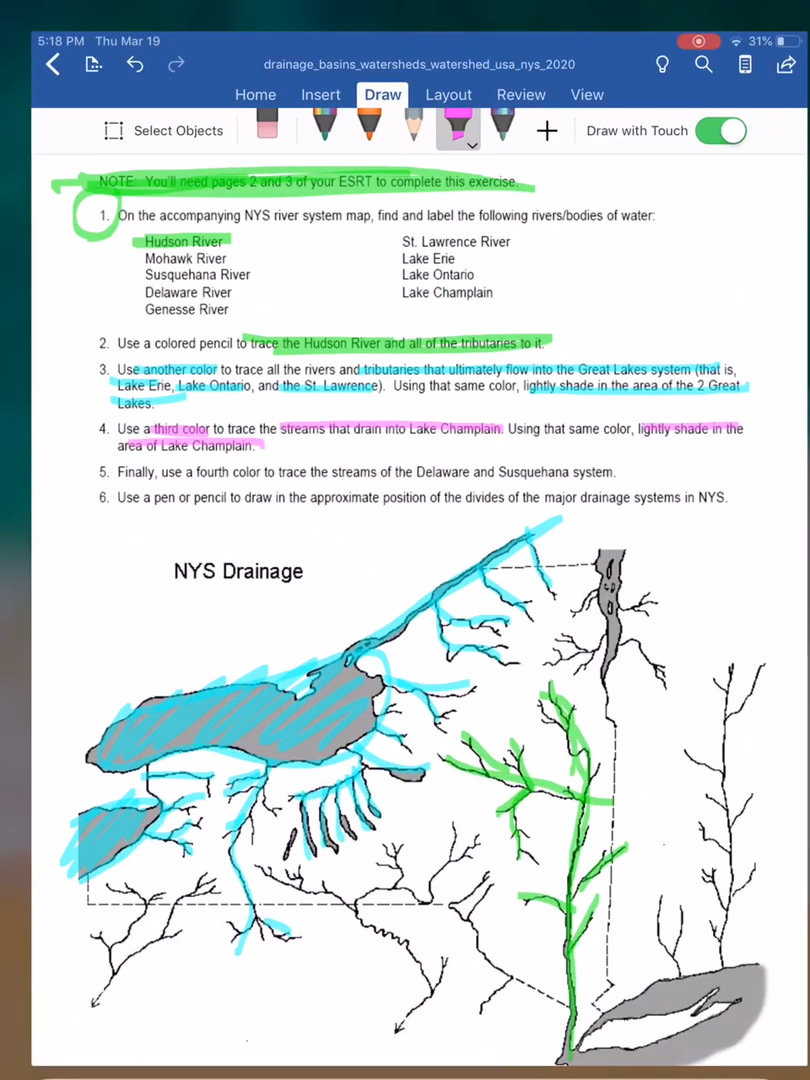 5:18 PM Thu Mar 19
31%
drainage_basins_watersheds_watershed_usa_nys_2020
Home Insert Draw Layout Review View
Select Objects
Draw with Touch
NOTE: You'll need pages 2 and 3 of your ESRT to complete this exercise.
1. On the accompanying NYS river system map, find and label the following rivers/bodies of water:
Hudson River St. Lawrence River
Mohawk River Lake Erie
Susquehana River Lake Ontario
Delaware River Lake Champlain
Genesse River
2. Use a colored pencil to trace the Hudson River and all of the tributaries to it.
3. Use another color to trace all the rivers and tributaries that ultimately flow into the Great Lakes system (that is,
Lake Erie, Lake Ontario, and the St. Lawrence). Using that same color, lightly shade in the area of the 2 Great
Lakes.
4. Use a third color to trace the streams that drain into Lake Champlain. Using that same color, lightly shade in the
area of Lake Champlain.
5. Finally, use a fourth color to trace the streams of the Delaware and Susquehana system.
6. Use a pen or pencil to draw in the approximate position of the divides of the major drainage systems in NYS.
NYS Drainage